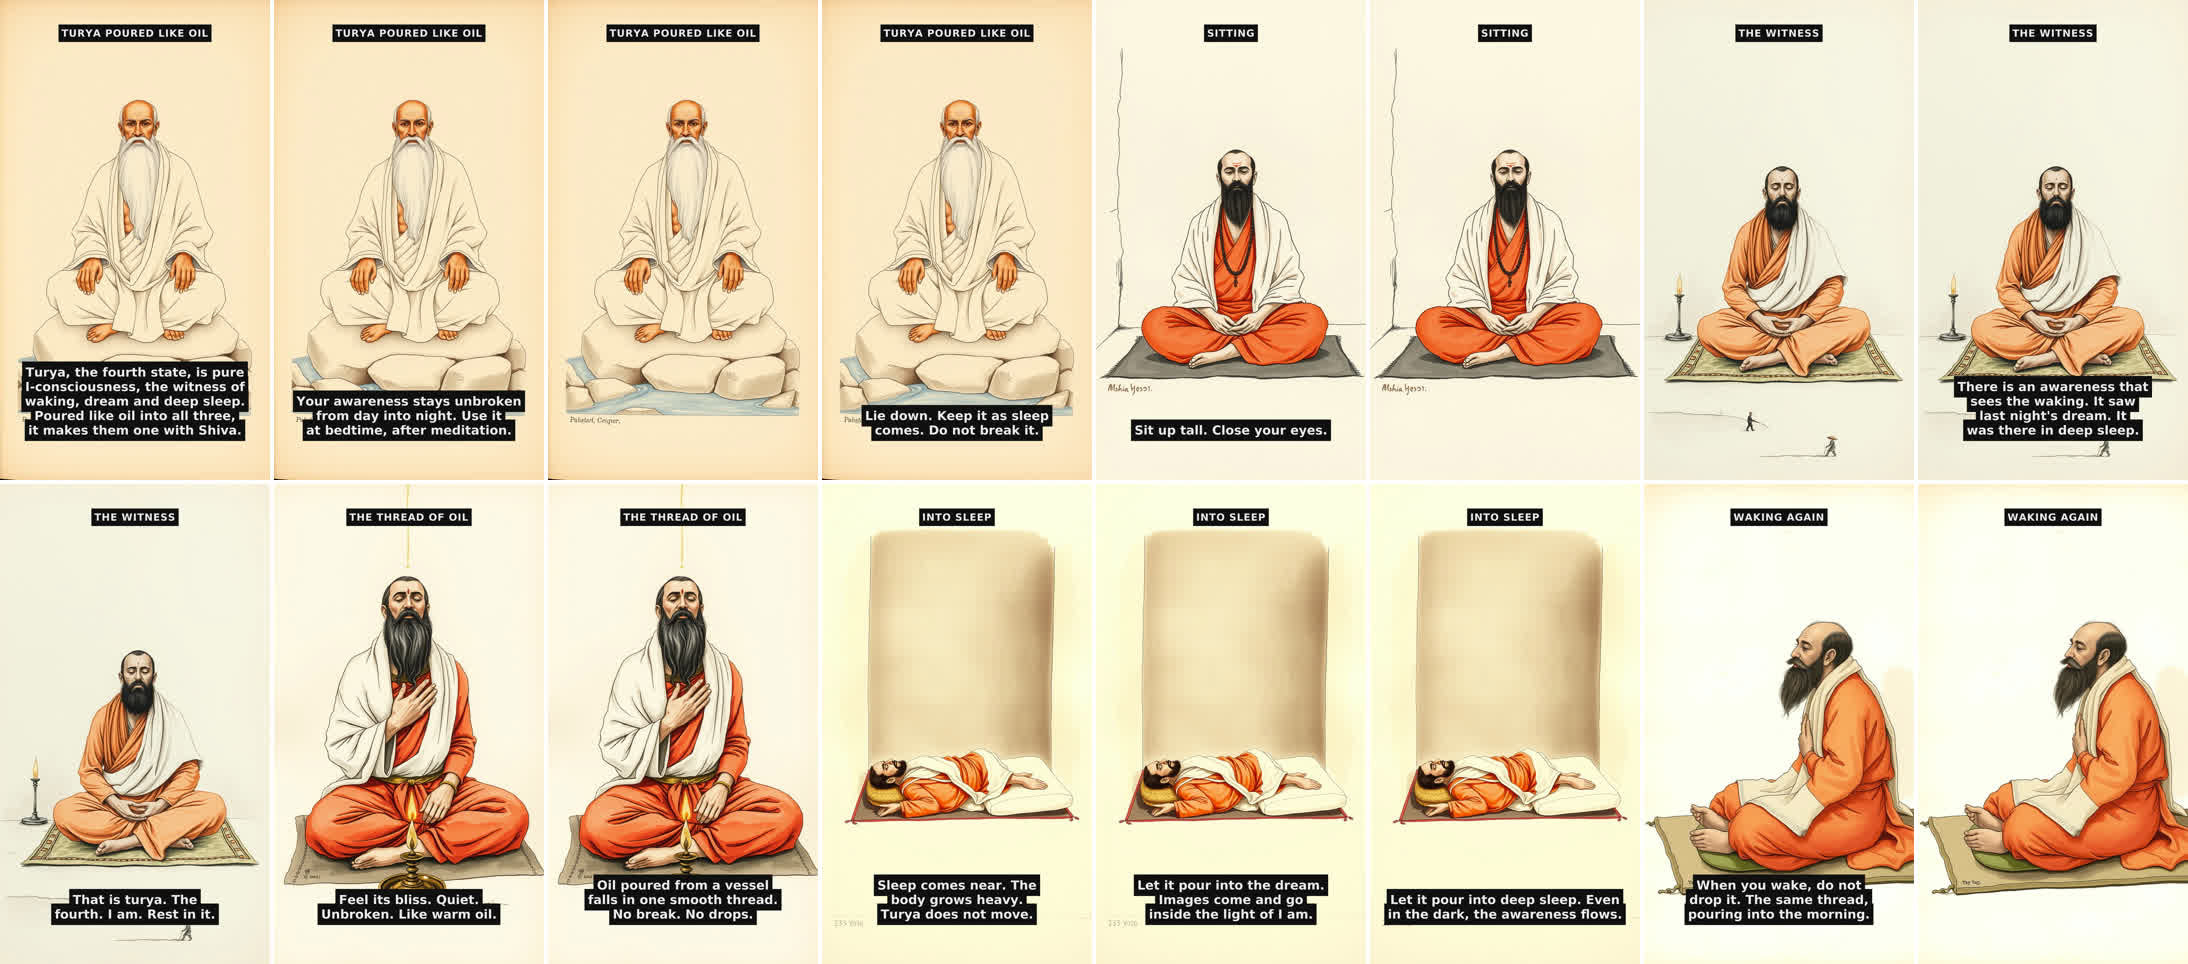 TURYA POURED LIKE OIL
Turya, the fourth state, is pure
I-consciousness, the witness of
waking, dream and deep sleep.
Poured like oil into all three,
it makes them one with Shiva.
TURYA POURED LIKE OIL
Your awareness stays unbroken
from day into night. Use it
at bedtime, after meditation.
TURYA POURED LIKE OIL
TURYA POURED LIKE OIL
Lie down. Keep it as sleep
comes. Do not break it.
SITTING
Sit up tall. Close your eyes.
SITTING
THE WITNESS
THE WITNESS
There is an awareness that
sees the waking. It saw
last night's dream. It
was there in deep sleep.
THE WITNESS
That is turya. The
fourth. I am. Rest in it.
THE THREAD OF OIL
Feel its bliss. Quiet.
Unbroken. Like warm oil.
THE THREAD OF OIL
Oil poured from a vessel
falls in one smooth thread.
No break. No drops.
INTO SLEEP
Sleep comes near. The
body grows heavy.
Turya does not move.
INTO SLEEP
Let it pour into the dream.
Images come and go
inside the light of I am.
INTO SLEEP
Let it pour into deep sleep. Even
in the dark, the awareness flows.
WAKING AGAIN
When you wake, do not
drop it. The same thread,
pouring into the morning.
WAKING AGAIN